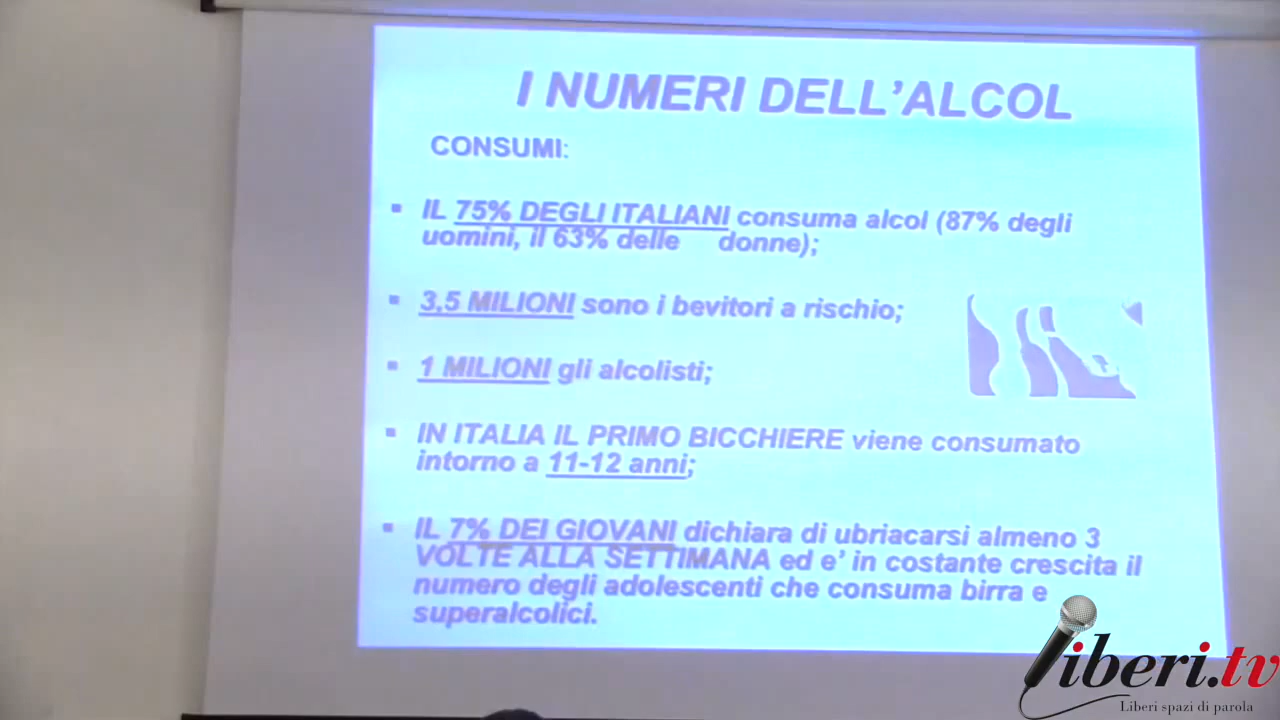 I NUMERI DELL'ALCOL
CONSUMI:
▪ IL 75% DEGLI ITALIANI consuma alcol (87% degli
uomini, il 63% delle donne);
▪ 3,5 MILIONI sono i bevitori a rischio;
▪ 1 MILIONI gli alcolisti;
▪ IN ITALIA IL PRIMO BICCHIERE viene consumato
intorno a 11-12 anni;
▪ IL 7% DEI GIOVANI dichiara di ubriacarsi almeno 3
VOLTE ALLA SETTIMANA ed e' in costante crescita il
numero degli adolescenti che consuma birra e
superalcolici.
liberi.tv
Liberi spazi di parola